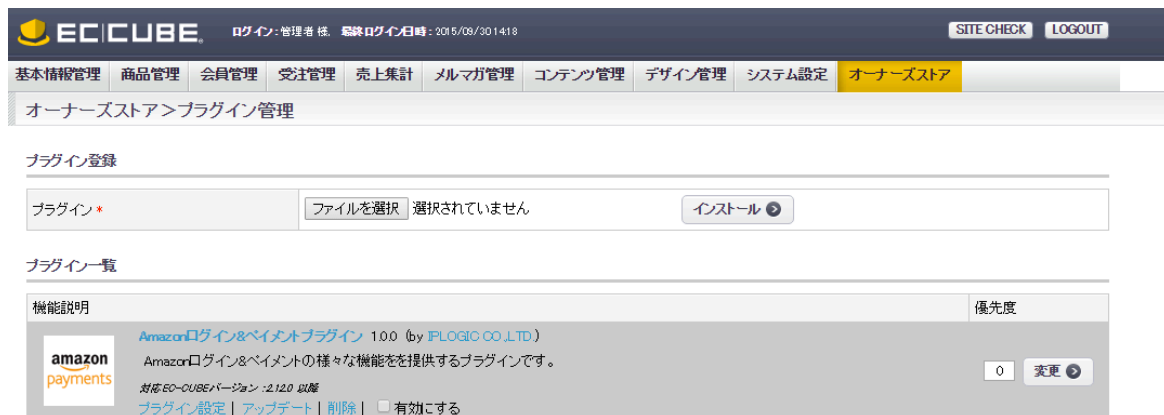 EC CUBE. ログイン:管理者 様. 最終ログイン日時:2015/09/30 14:18 SITE CHECK LOGOUT
基本情報管理 商品管理 会員管理 受注管理 売上集計 メルマガ管理 コンテンツ管理 デザイン管理 システム設定 オーナーズストア
オーナーズストア>プラグイン管理
プラグイン登録
プラグイン * ファイルを選択 選択されていません インストール
プラグイン一覧
機能説明 優先度
Amazonログイン&ペイメントプラグイン 1.0.0 (by IPLOGIC CO.,LTD)
amazon payments
Amazonログイン&ペイメントの様々な機能をを提供するプラグインです。
0 変更
対応EC-CUBEバージョン :2.12.0 以降
プラグイン設定 | アップデート | 削除 | 有効にする